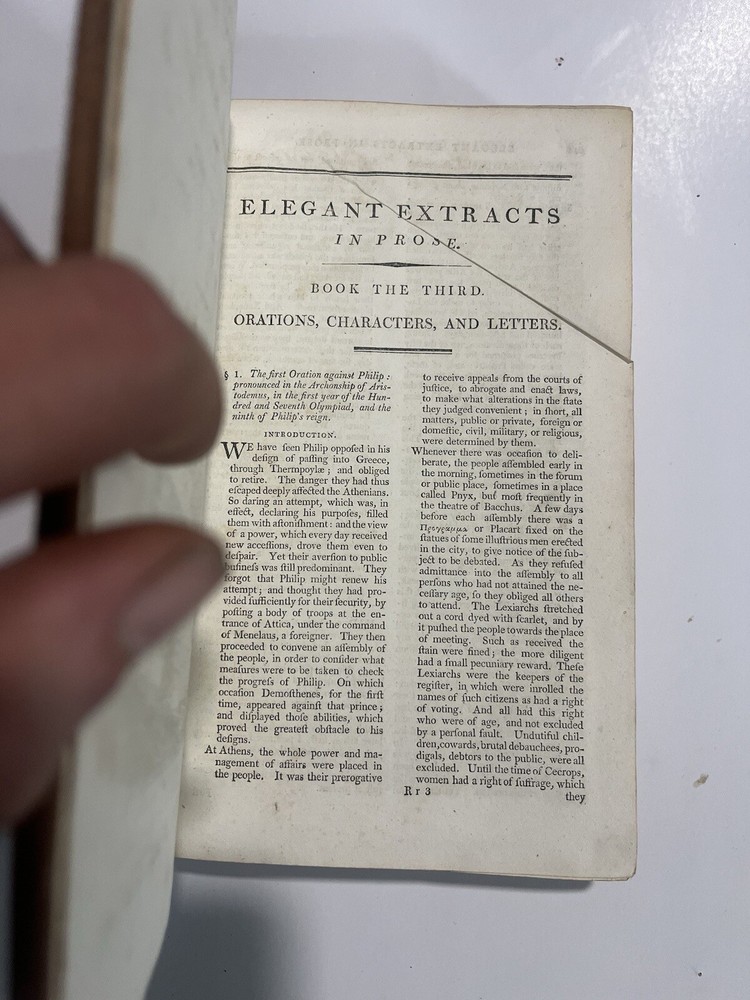 ELEGANT EXTRACTS
IN PROSE.
BOOK THE THIRD.
ORATIONS, CHARACTERS, AND LETTERS.
§ 1. The first Oration against Philip :
pronounced in the Archonship of Aris-
todemus, in the first year of the Hun-
dred and Seventh Olympiad, and the
ninth of Philip's reign.
INTRODUCTION.
WE have ſeen Philip oppoſed in his
deſign of paſſing into Greece,
through Thermopylæ ; and obliged
to retire. The danger they had thus
eſcaped deeply affected the Athenians.
So daring an attempt, which was, in
effect, declaring his purpoſes, filled
them with aſtoniſhment : and the view
of a power, which every day received
new acceſſions, drove them even to
deſpair. Yet their averſion to public
buſineſs was ſtill predominant. They
forgot that Philip might renew his
attempt ; and thought they had pro-
vided ſufficiently for their ſecurity, by
poſting a body of troops at the en-
trance of Attica, under the command
of Menelaus, a foreigner. They then
proceeded to convene an aſſembly of
the people, in order to conſider what
meaſures were to be taken to check
the progreſs of Philip. On which
occaſion Demoſthenes, for the firſt
time, appeared againſt that prince ;
and diſplayed thoſe abilities, which
proved the greateſt obſtacle to his
deſigns.
At Athens, the whole power and ma-
nagement of affairs were placed in
the people. It was their prerogative
to receive appeals from the courts of
juſtice, to abrogate and enact laws,
to make what alterations in the ſtate
they judged convenient ; in ſhort, all
matters, public or private, foreign or
domeſtic, civil, military, or religious,
were determined by them.
Whenever there was occaſion to deli-
berate, the people aſſembled early in
the morning, ſometimes in the forum
or public place, ſometimes in a place
called Pnyx, but moſt frequently in
the theatre of Bacchus. A few days
before each aſſembly there was a
Πρόγραμμα or Placart fixed on the
ſtatues of ſome illuſtrious men erected
in the city, to give notice of the ſub-
ject to be debated. As they refuſed
admittance into the aſſembly to all
perſons who had not attained the ne-
ceſſary age, ſo they obliged all others
to attend. The Lexiarchs ſtretched
out a cord dyed with ſcarlet, and by
it puſhed the people towards the place
of meeting. Such as received the
ſtain were fined ; the more diligent
had a ſmall pecuniary reward. Theſe
Lexiarchs were the keepers of the
regiſter, in which were inrolled the
names of ſuch citizens as had a right
of voting. And all had this right
who were of age, and not excluded
by a perſonal fault. Undutiful chil-
dren, cowards, brutal debauchees, pro-
digals, debtors to the public, were all
excluded. Until the time of Cecrops,
women had a right of ſuffrage, which
R r 3
they